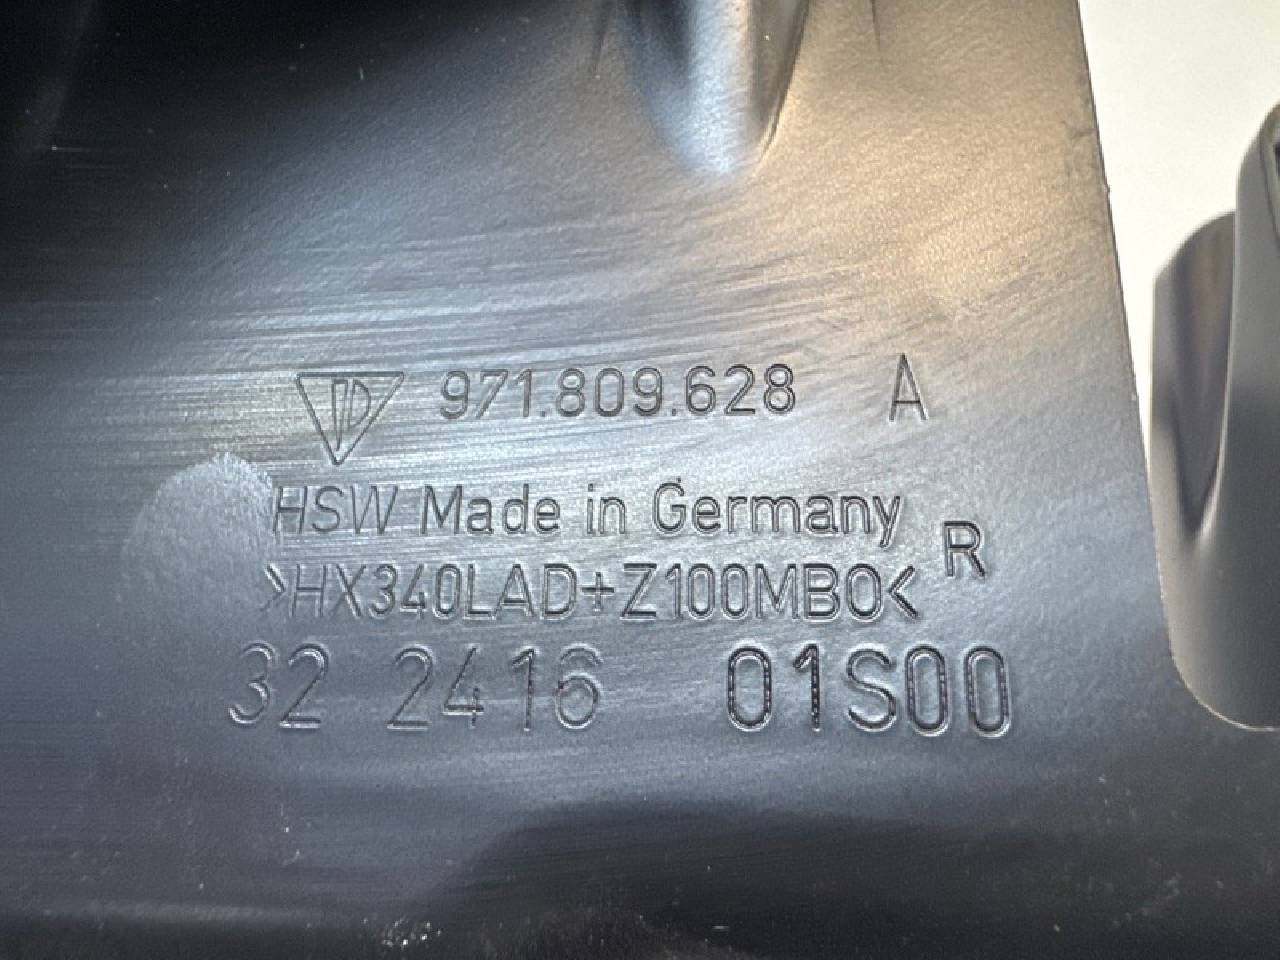 971.809.628 A
HSW Made in Germany
R
>HX340LAD+Z100MBO<
32 2416 01S00